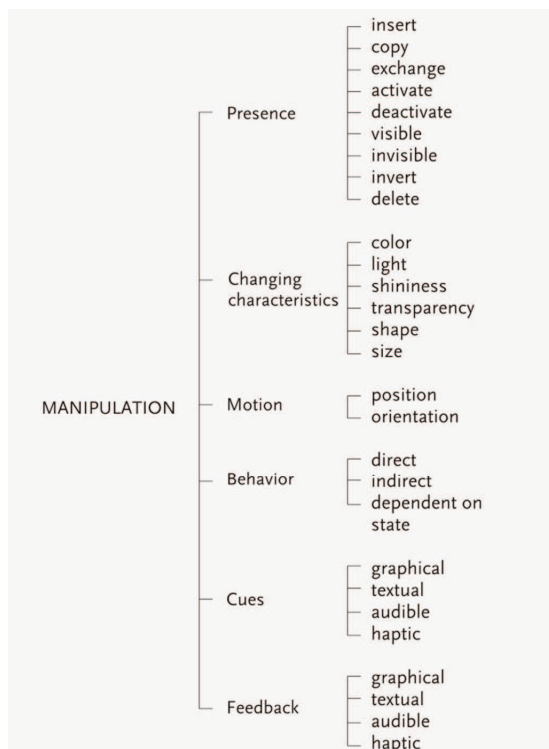 MANIPULATION
Presence
insert
copy
exchange
activate
deactivate
visible
invisible
invert
delete
Changing
characteristics
color
light
shininess
transparency
shape
size
Motion
position
orientation
Behavior
direct
indirect
dependent on
state
Cues
graphical
textual
audible
haptic
Feedback
graphical
textual
audible
haptic